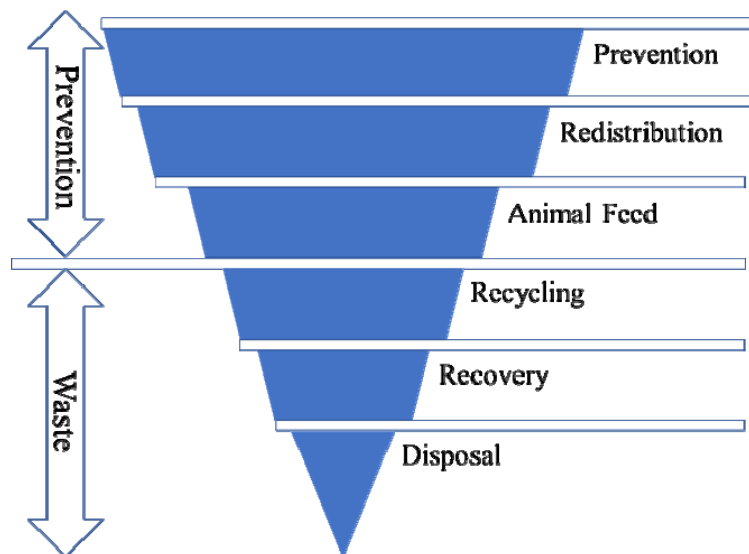 Prevention
Prevention
Redistribution
Animal Feed
Recycling
Recovery
Disposal
Waste